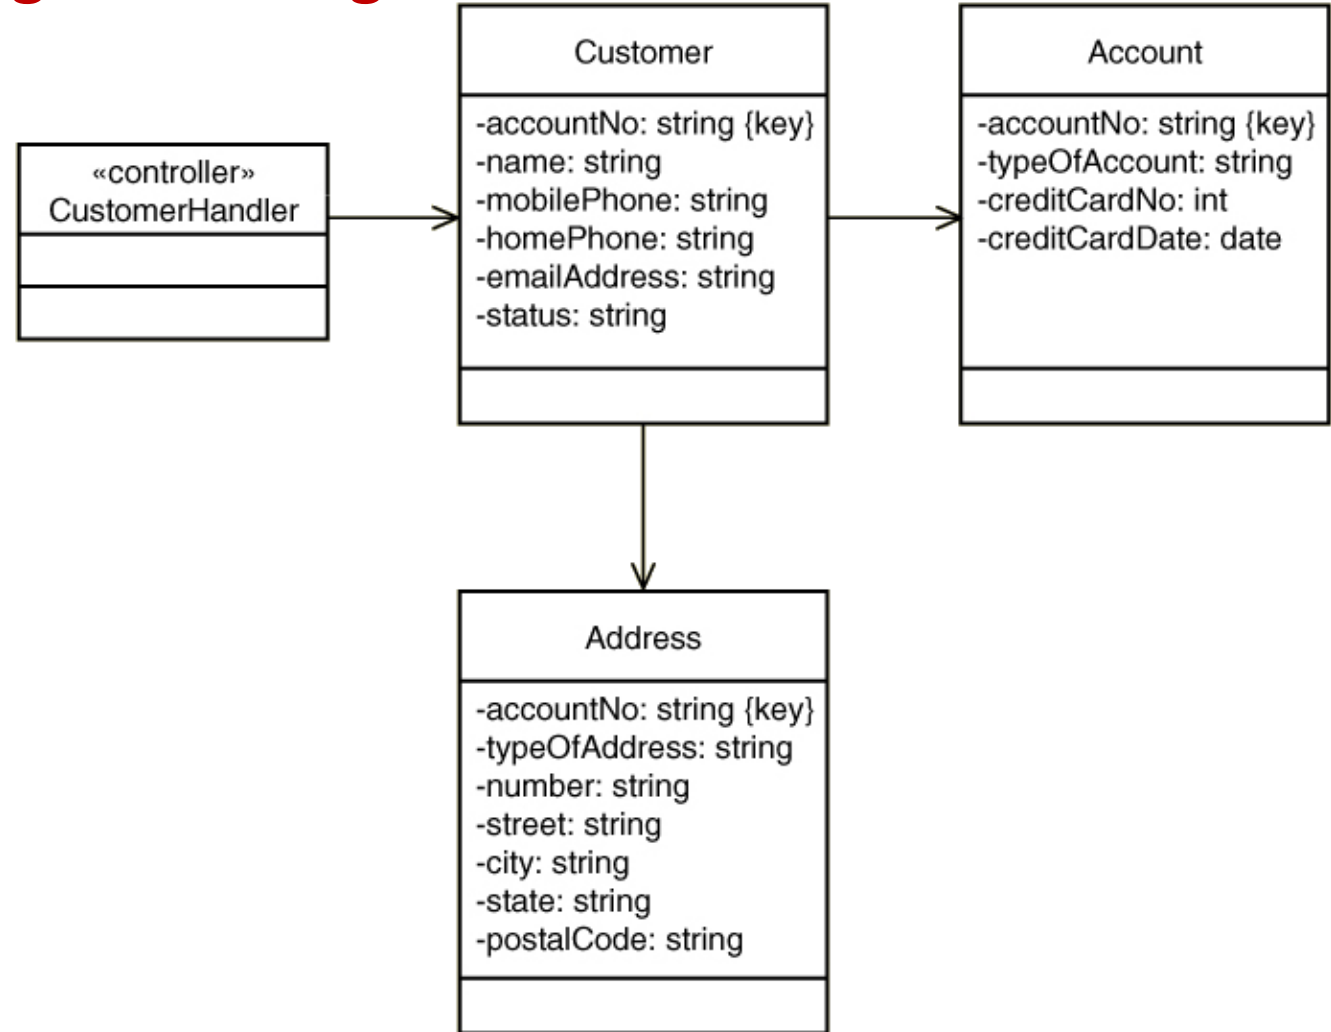 «controller»
CustomerHandler
Customer
-accountNo: string {key}
-name: string
-mobilePhone: string
-homePhone: string
-emailAddress: string
-status: string
Account
-accountNo: string {key}
-typeOfAccount: string
-creditCardNo: int
-creditCardDate: date
Address
-accountNo: string {key}
-typeOfAddress: string
-number: string
-street: string
-city: string
-state: string
-postalCode: string